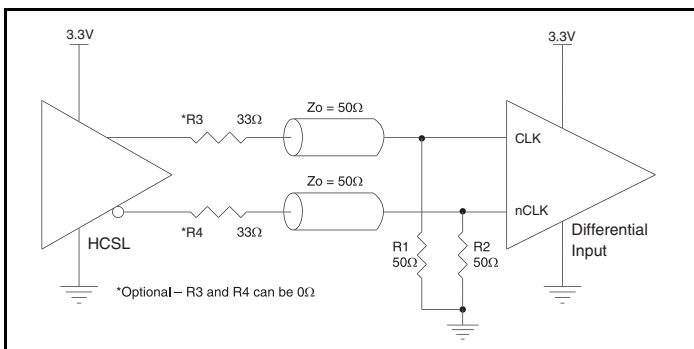 3.3V
3.3V
*R3 33Ω
Zo = 50Ω
CLK
Zo = 50Ω
nCLK
*R4 33Ω
HCSL
R1
50Ω
R2
50Ω
Differential
Input
*Optional – R3 and R4 can be 0Ω